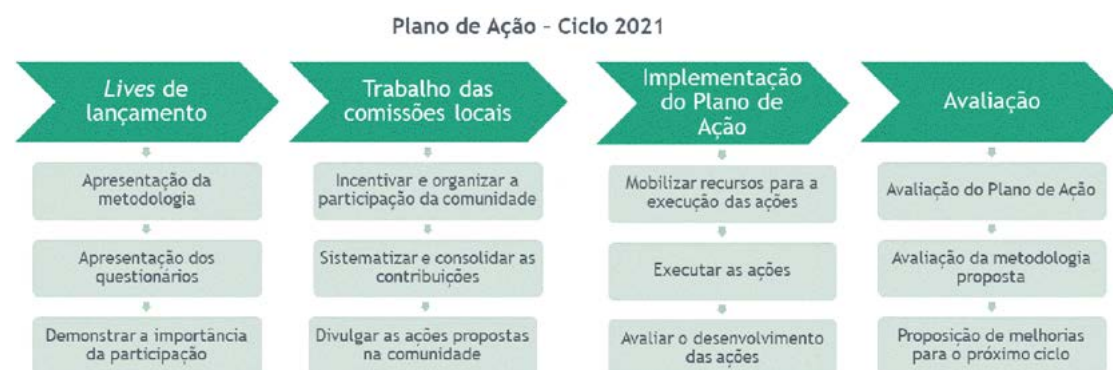 Plano de Ação – Ciclo 2021
Lives de
lançamento
Apresentação da
metodologia
Apresentação dos
questionários
Demonstrar a importância
da participação
Trabalho das
comissões locais
Incentivar e organizar a
participação da comunidade
Sistematizar e consolidar as
contribuições
Divulgar as ações propostas
na comunidade
Implementação
do Plano de
Ação
Mobilizar recursos para a
execução das ações
Executar as ações
Avaliar o desenvolvimento
das ações
Avaliação
Avaliação do Plano de Ação
Avaliação da metodologia
proposta
Proposição de melhorias
para o próximo ciclo